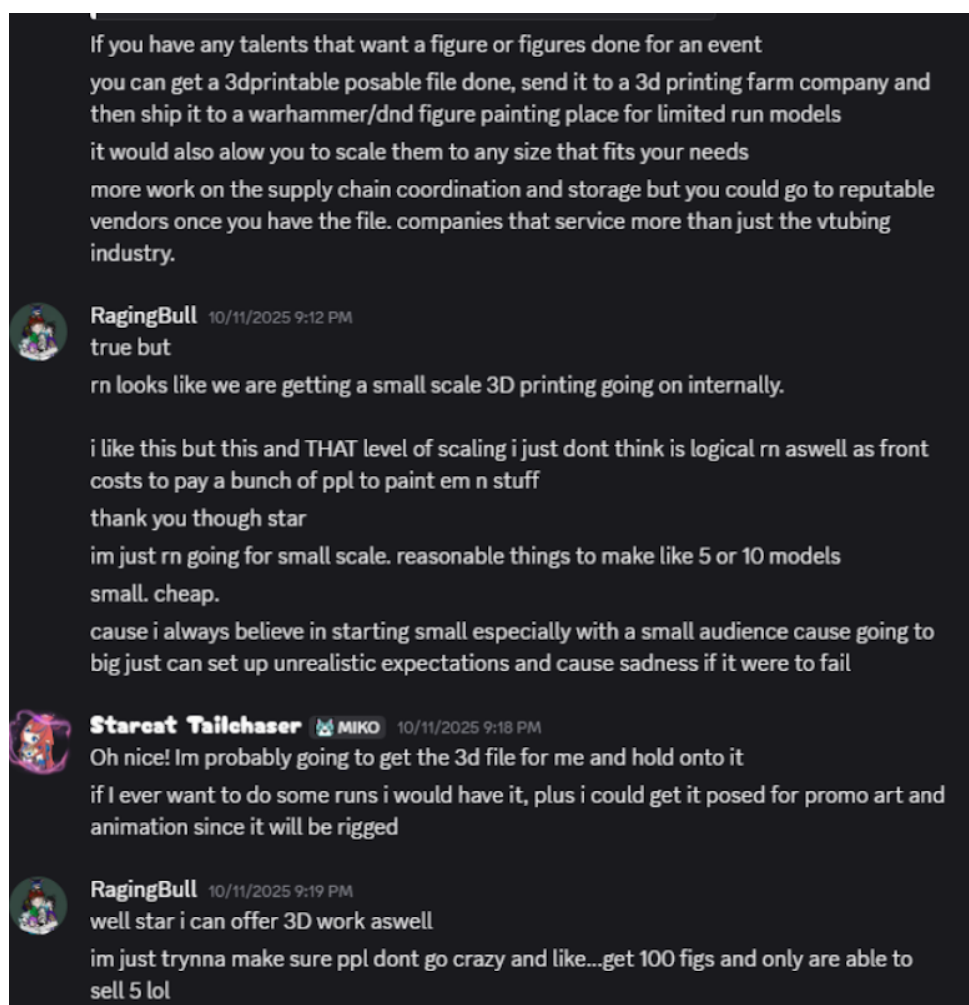 If you have any talents that want a figure or figures done for an event
you can get a 3dprintable posable file done, send it to a 3d printing farm company and
then ship it to a warhammer/dnd figure painting place for limited run models
it would also alow you to scale them to any size that fits your needs
more work on the supply chain coordination and storage but you could go to reputable
vendors once you have the file. companies that service more than just the vtubing
industry.
RagingBull 10/11/2025 9:12 PM
true but
rn looks like we are getting a small scale 3D printing going on internally.
i like this but this and THAT level of scaling i just dont think is logical rn aswell as front
costs to pay a bunch of ppl to paint em n stuff
thank you though star
im just rn going for small scale. reasonable things to make like 5 or 10 models
small. cheap.
cause i always believe in starting small especially with a small audience cause going to
big just can set up unrealistic expectations and cause sadness if it were to fail
Starcat Tailchaser MIKO 10/11/2025 9:18 PM
Oh nice! Im probably going to get the 3d file for me and hold onto it
if I ever want to do some runs i would have it, plus i could get it posed for promo art and
animation since it will be rigged
RagingBull 10/11/2025 9:19 PM
well star i can offer 3D work aswell
im just trynna make sure ppl dont go crazy and like...get 100 figs and only are able to
sell 5 lol